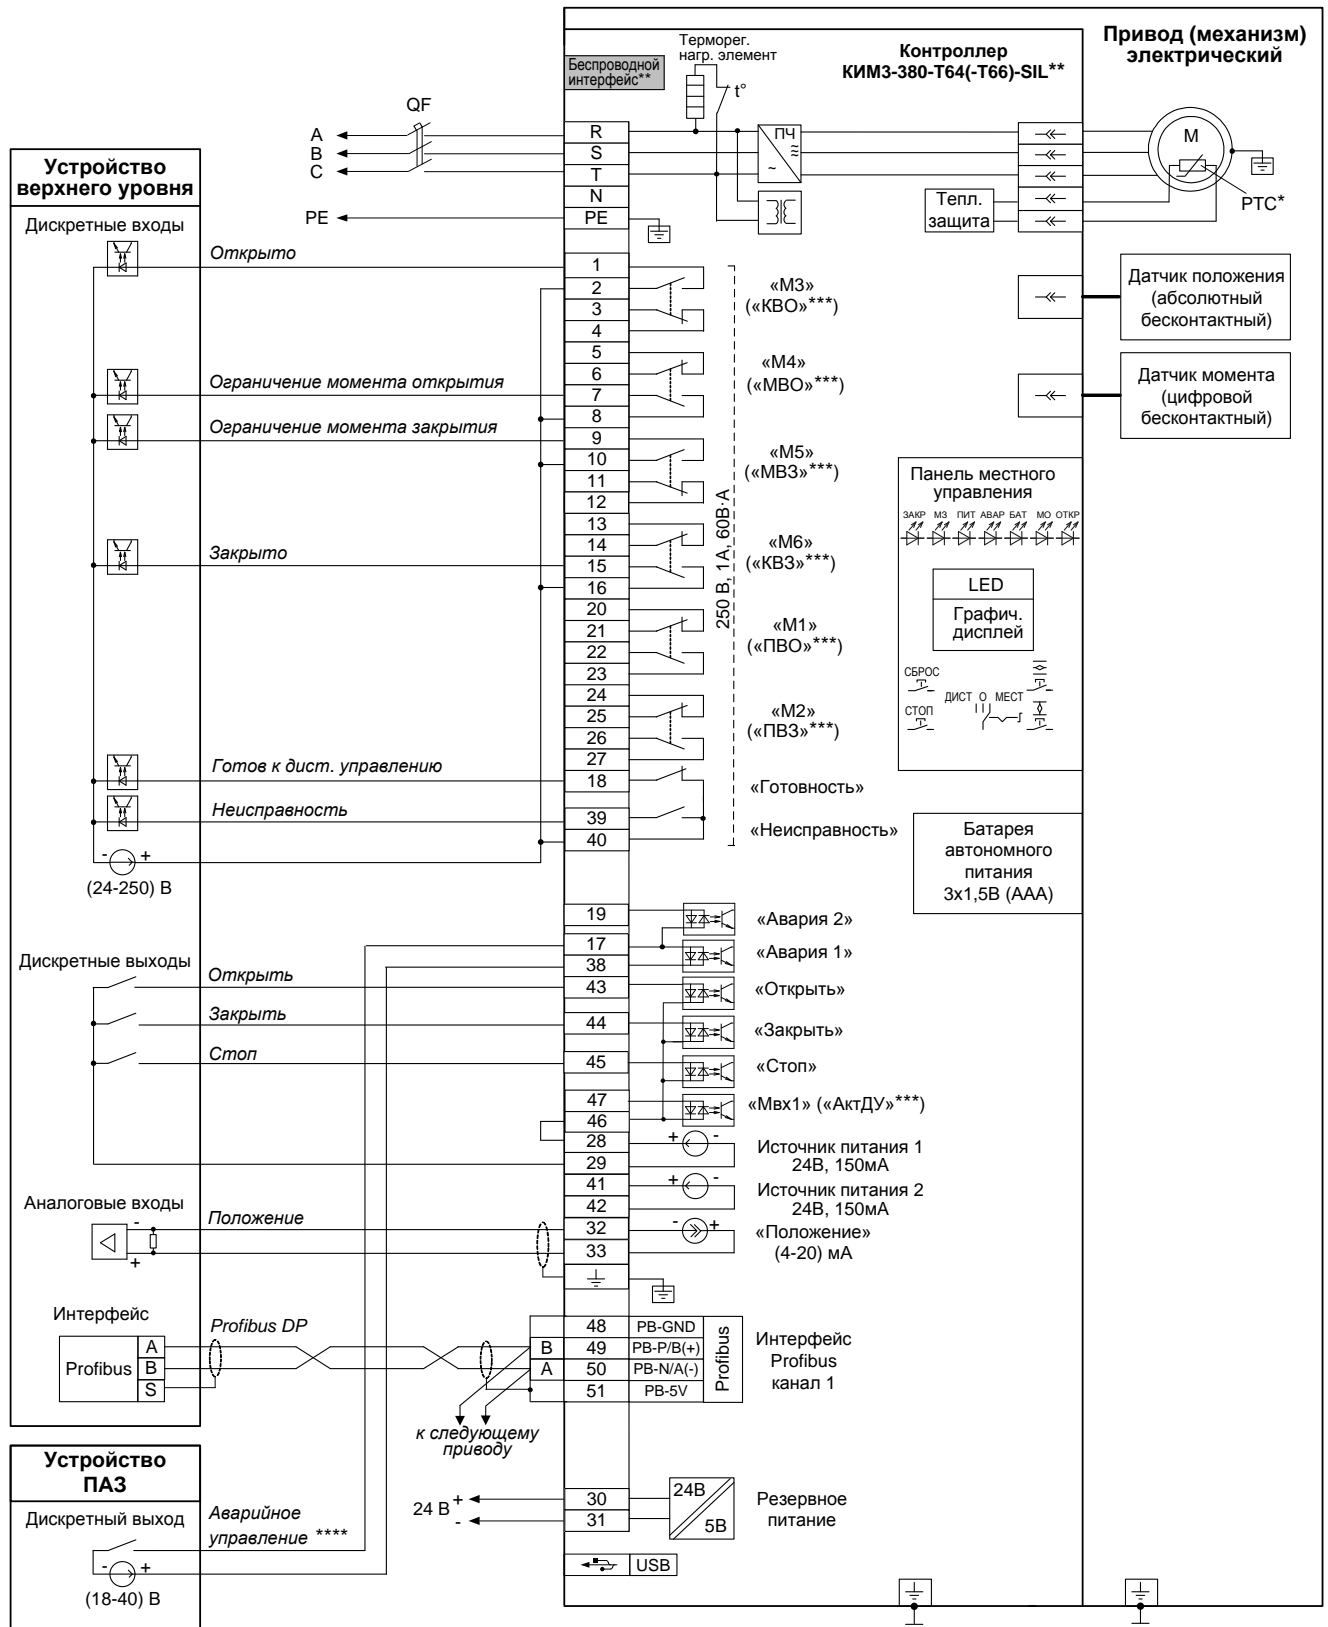 Привод (механизм)
электрический
Контроллер
КИМ3-380-Т64(-Т66)-SIL**
Терморег.
нагр. элемент
Беспроводной
интерфейс**
t°
QF
A
B
C
PE
R
S
T
N
PE
ПЧ
≈
~
M
PTC*
Тепл.
защита
Устройство
верхнего уровня
Дискретные входы
Открыто
Ограничение момента открытия
Ограничение момента закрытия
Закрыто
Готов к дист. управлению
Неисправность
- +
(24-250) В
1
2
3
4
5
6
7
8
9
10
11
12
13
14
15
16
20
21
22
23
24
25
26
27
18
39
40
«М3»
(«КВО»***)
«М4»
(«МВО»***)
«М5»
(«МВЗ»***)
«М6»
(«КВЗ»***)
«М1»
(«ПВО»***)
«М2»
(«ПВЗ»***)
«Готовность»
«Неисправность»
250 В, 1А, 60В·А
Датчик положения
(абсолютный
бесконтактный)
Датчик момента
(цифровой
бесконтактный)
Панель местного
управления
ЗАКР МЗ ПИТ АВАР БАТ МО ОТКР
LED
Графич.
дисплей
СБРОС
СТОП
ДИСТ О МЕСТ
Батарея
автономного
питания
3х1,5В (ААА)
19
17
38
43
44
45
47
46
28
29
41
42
32
33
«Авария 2»
«Авария 1»
«Открыть»
«Закрыть»
«Стоп»
«Мвх1» («АктДУ»***)
+ -
Источник питания 1
24В, 150мА
+ -
Источник питания 2
24В, 150мА
- +
«Положение»
(4-20) мА
Дискретные выходы
Открыть
Закрыть
Стоп
Аналоговые входы
Положение
-
+
Интерфейс
Profibus DP
Profibus
A
B
S
B
A
48 PB-GND
49 PB-P/B(+)
50 PB-N/A(-)
51 PB-5V
Profibus
Интерфейс
Profibus
канал 1
к следующему
приводу
Устройство
ПАЗ
Дискретный выход
Аварийное
управление ****
- +
(18-40) В
24 В + -
30
31
24В
5В
Резервное
питание
USB